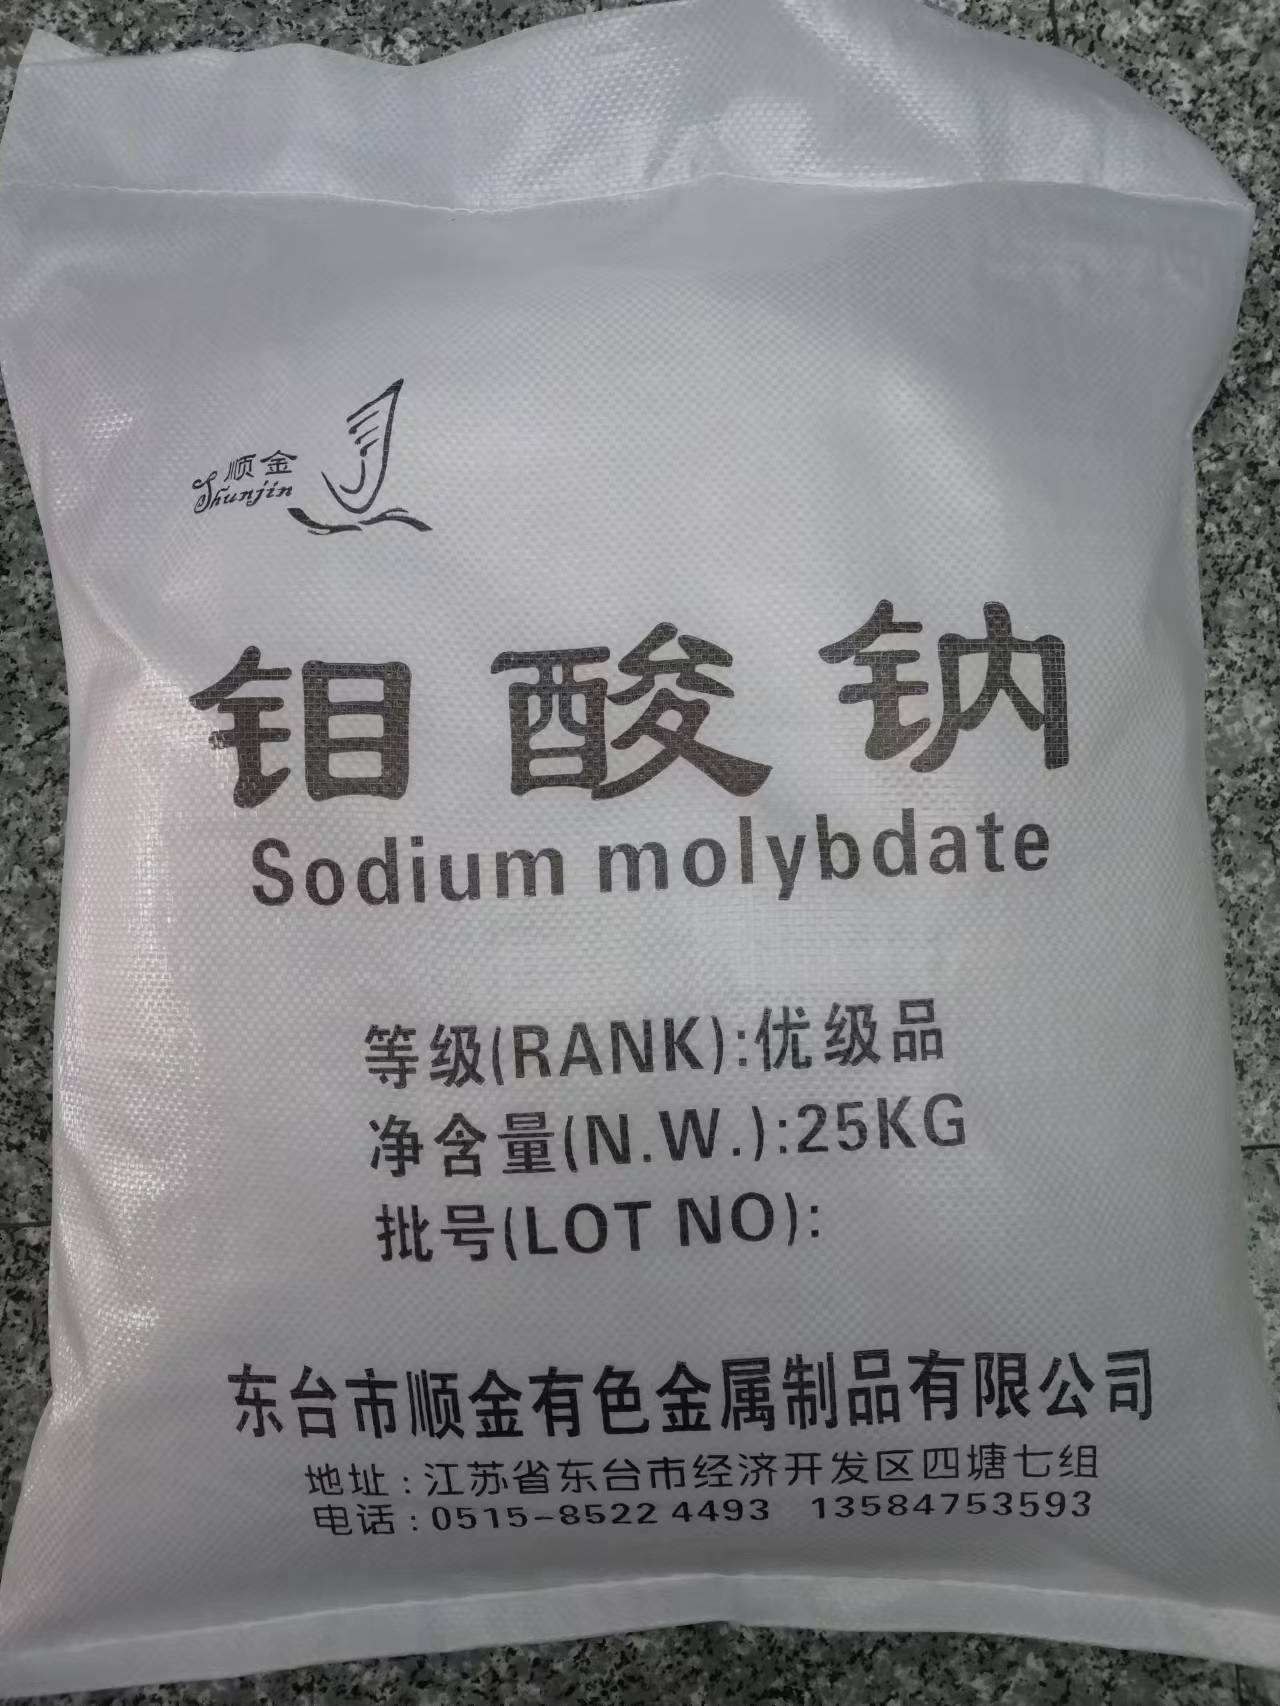 顺金
Shunjin
钼酸钠
Sodium molybdate
等级(RANK):优级品
净含量(N.W.):25KG
批号(LOT NO):
东台市顺金有色金属制品有限公司
地址:江苏省东台市经济开发区四塘七组
电话:0515-8522 4493 13584753593